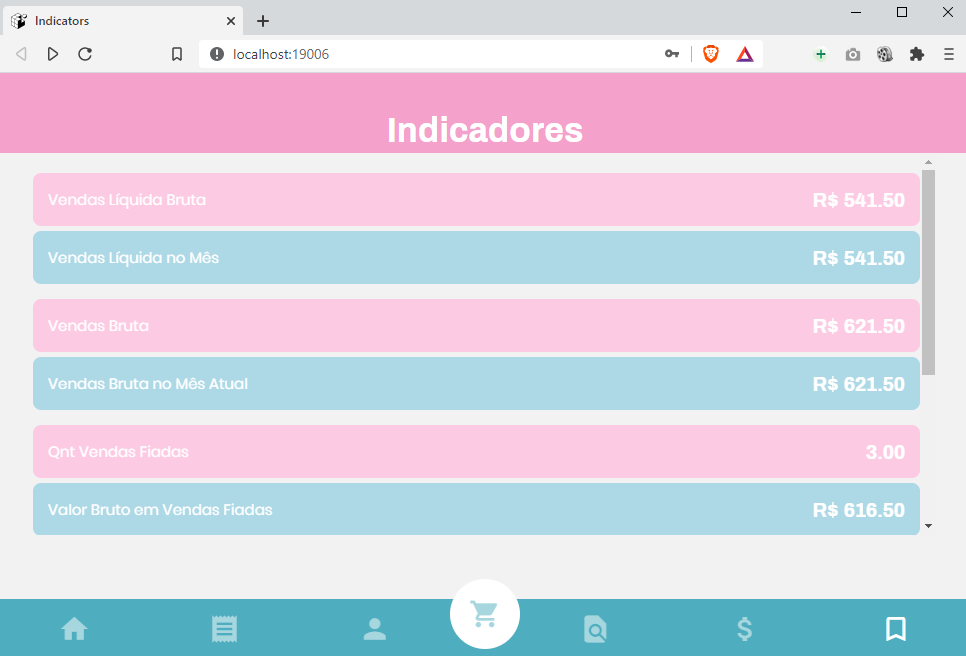 Indicators
localhost:19006
Indicadores
Vendas Líquida Bruta R$ 541.50
Vendas Líquida no Mês R$ 541.50
Vendas Bruta R$ 621.50
Vendas Bruta no Mês Atual R$ 621.50
Qnt Vendas Fiadas 3.00
Valor Bruto em Vendas Fiadas R$ 616.50